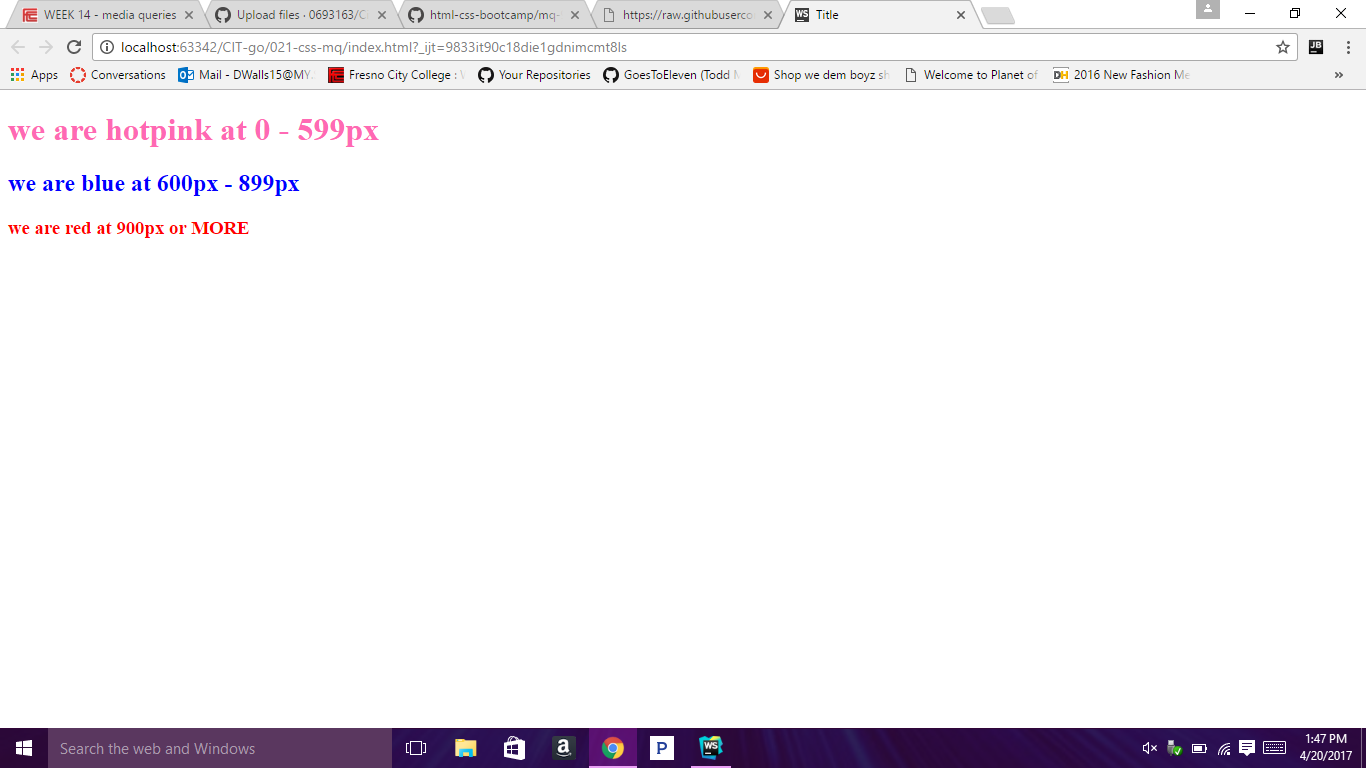 WEEK 14 - media queries
Upload files · 0693163/C
html-css-bootcamp/mq-
https://raw.githubuserco
WS Title
localhost:63342/CIT-go/021-css-mq/index.html?_ijt=9833it90c18die1gdnimcmt8ls
JB
Apps Conversations Mail - DWalls15@MY. Fresno City College : Your Repositories GoesToEleven (Todd Shop we dem boyz sh Welcome to Planet of DH 2016 New Fashion Me »
we are hotpink at 0 - 599px
we are blue at 600px - 899px
we are red at 900px or MORE
Search the web and Windows
a
P
WS
1:47 PM
4/20/2017